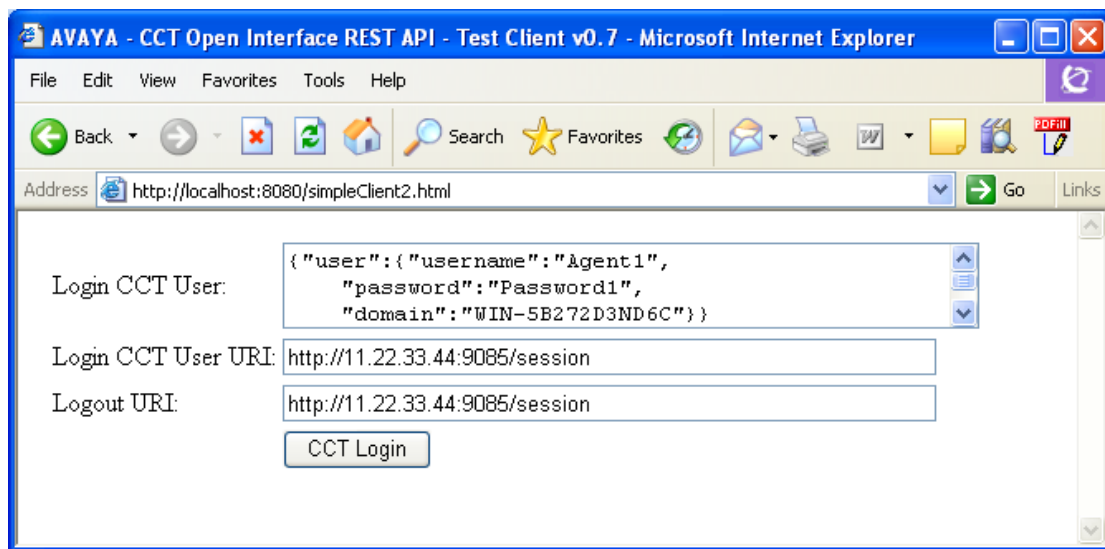 AVAYA - CCT Open Interface REST API - Test Client v0.7 - Microsoft Internet Explorer
File Edit View Favorites Tools Help
Back Search Favorites W PDFill
Address http://localhost:8080/simpleClient2.html Go Links
Login CCT User:
{"user":{"username":"Agent1",
"password":"Password1",
"domain":"WIN-5B272D3ND6C"}}
Login CCT User URI: http://11.22.33.44:9085/session
Logout URI: http://11.22.33.44:9085/session
CCT Login